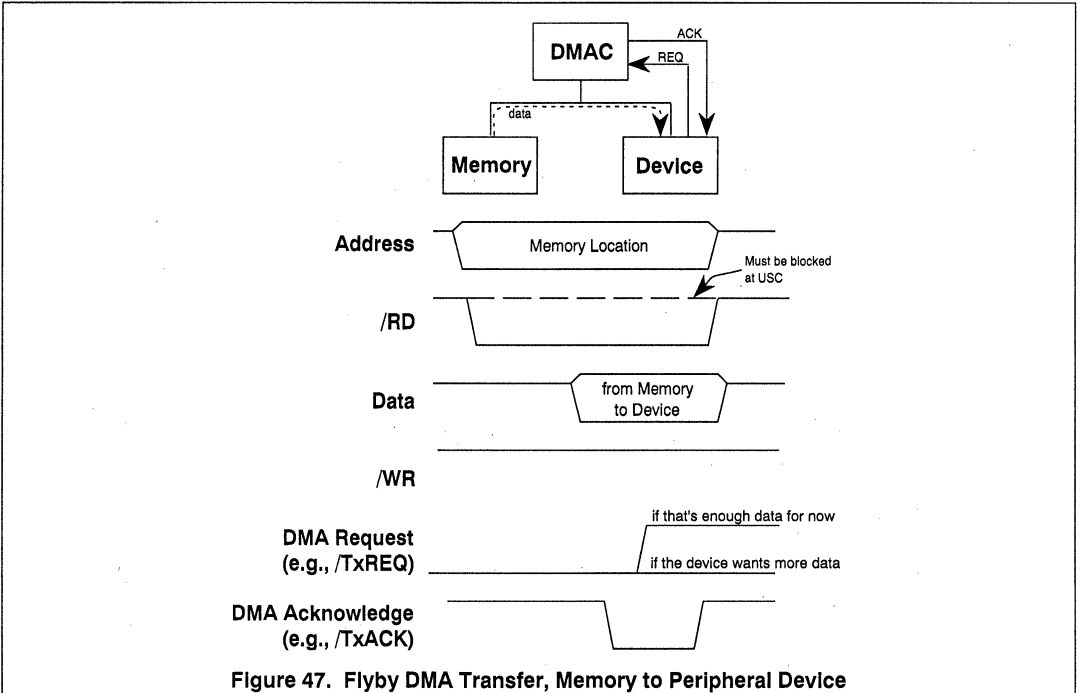 DMAC
ACK
REQ
data
Memory
Device
Address
Memory Location
Must be blocked
at USC
/RD
Data
from Memory
to Device
/WR
DMA Request
(e.g., /TxREQ)
if that's enough data for now
if the device wants more data
DMA Acknowledge
(e.g., /TxACK)
Figure 47. Flyby DMA Transfer, Memory to Peripheral Device